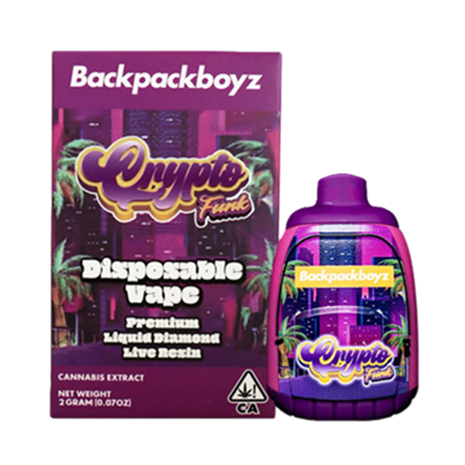 Backpackboyz
Crypto
Funk
Disposable
Vape
Premium
Liquid Diamond
Live Resin
CANNABIS EXTRACT
NET WEIGHT
2 GRAM (0.07OZ)
!
CA
Backpackboyz
Crypto
Funk